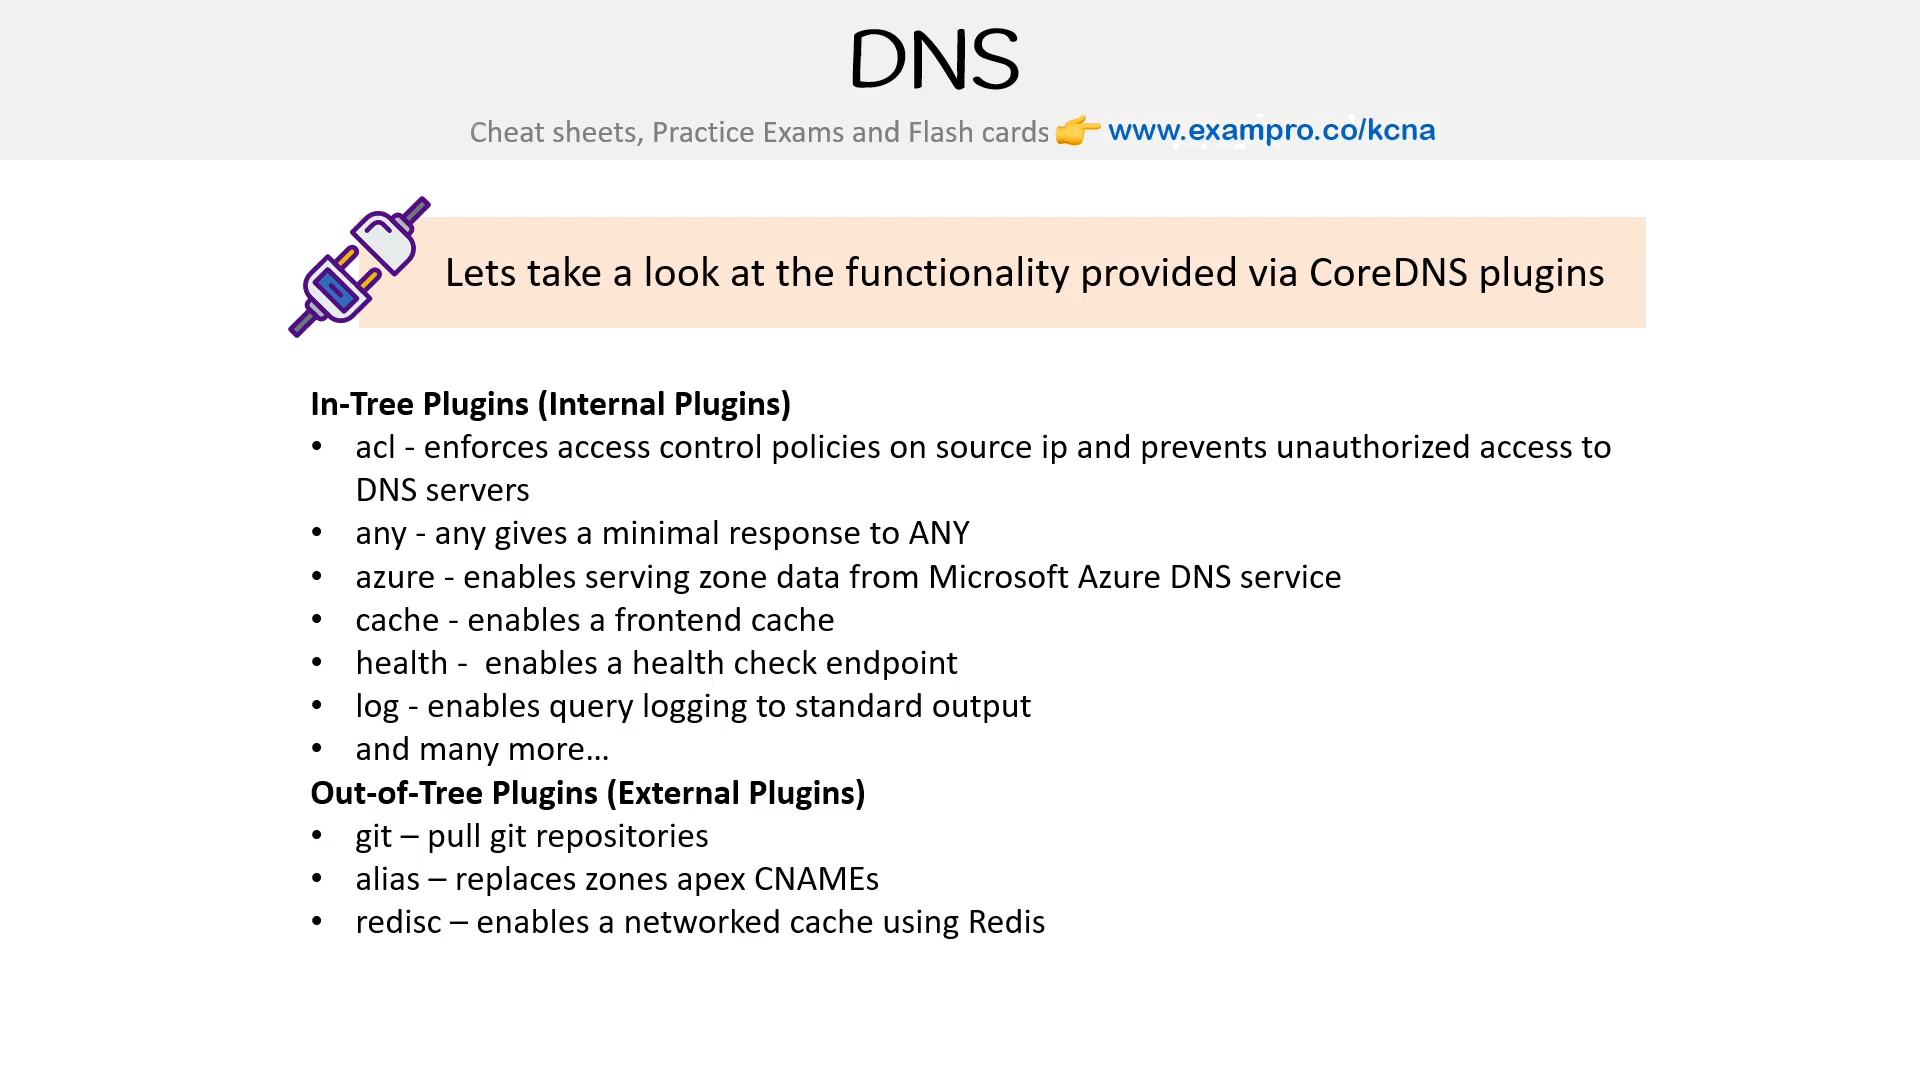 DNS
Cheat sheets, Practice Exams and Flash cards www.exampro.co/kcna
Lets take a look at the functionality provided via CoreDNS plugins
In-Tree Plugins (Internal Plugins)
• acl - enforces access control policies on source ip and prevents unauthorized access to
DNS servers
• any - any gives a minimal response to ANY
• azure - enables serving zone data from Microsoft Azure DNS service
• cache - enables a frontend cache
• health -  enables a health check endpoint
• log - enables query logging to standard output
• and many more…
Out-of-Tree Plugins (External Plugins)
• git – pull git repositories
• alias – replaces zones apex CNAMEs
• redisc – enables a networked cache using Redis